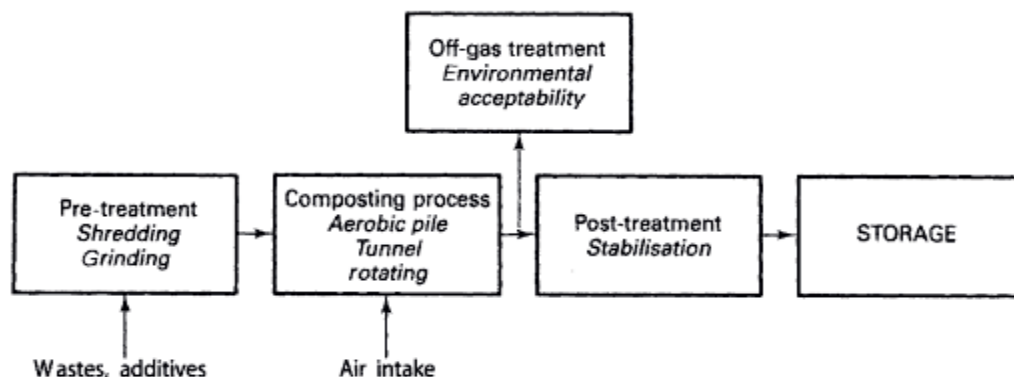 Off-gas treatment
Environmental
acceptability
Pre-treatment
Shredding
Grinding
Composting process
Aerobic pile
Tunnel
rotating
Post-treatment
Stabilisation
STORAGE
Wastes, additives
Air intake